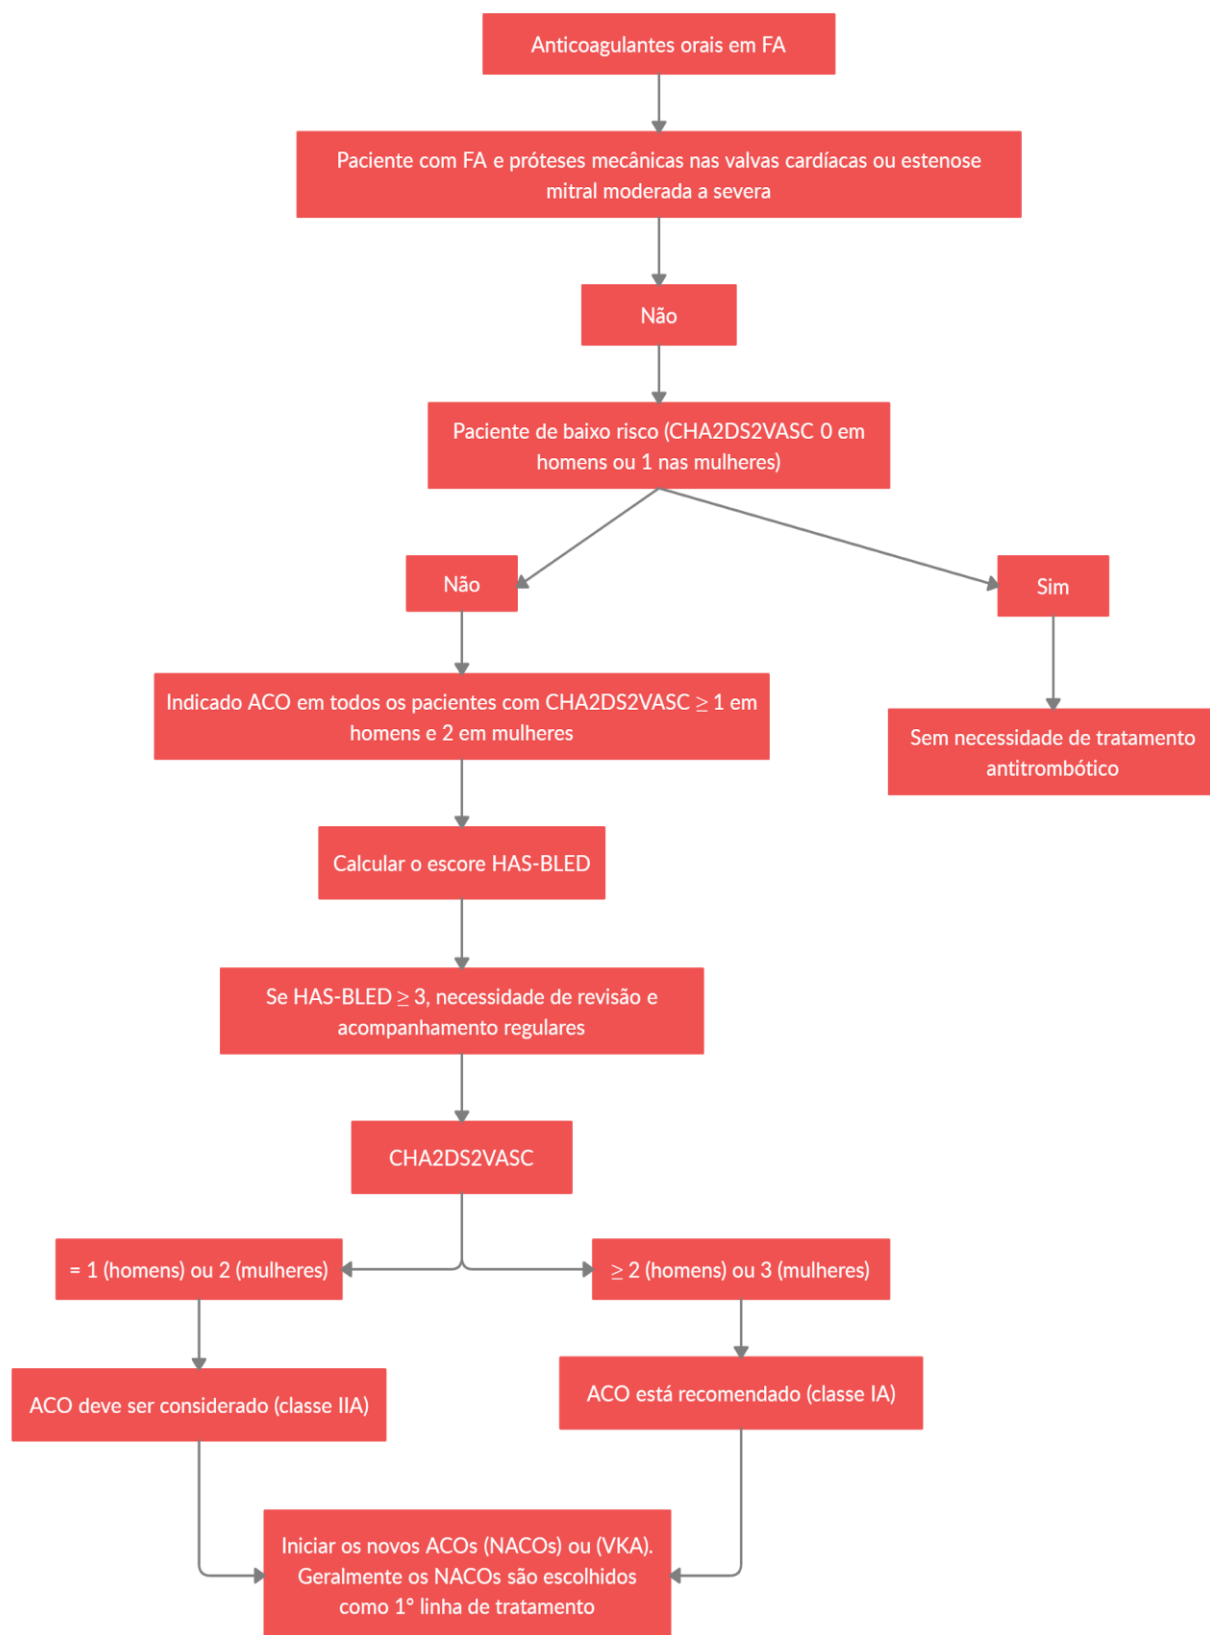 Anticoagulantes orais em FA
Paciente com FA e próteses mecânicas nas valvas cardíacas ou estenose
mitral moderada a severa
Não
Paciente de baixo risco (CHA2DS2VASC 0 em
homens ou 1 nas mulheres)
Não
Sim
Indicado ACO em todos os pacientes com CHA2DS2VASC ≥ 1 em
homens e 2 em mulheres
Sem necessidade de tratamento
antitrombótico
Calcular o escore HAS-BLED
Se HAS-BLED ≥ 3, necessidade de revisão e
acompanhamento regulares
CHA2DS2VASC
= 1 (homens) ou 2 (mulheres)
≥ 2 (homens) ou 3 (mulheres)
ACO deve ser considerado (classe IIA)
ACO está recomendado (classe IA)
Iniciar os novos ACOs (NACOs) ou (VKA).
Geralmente os NACOs são escolhidos
como 1° linha de tratamento